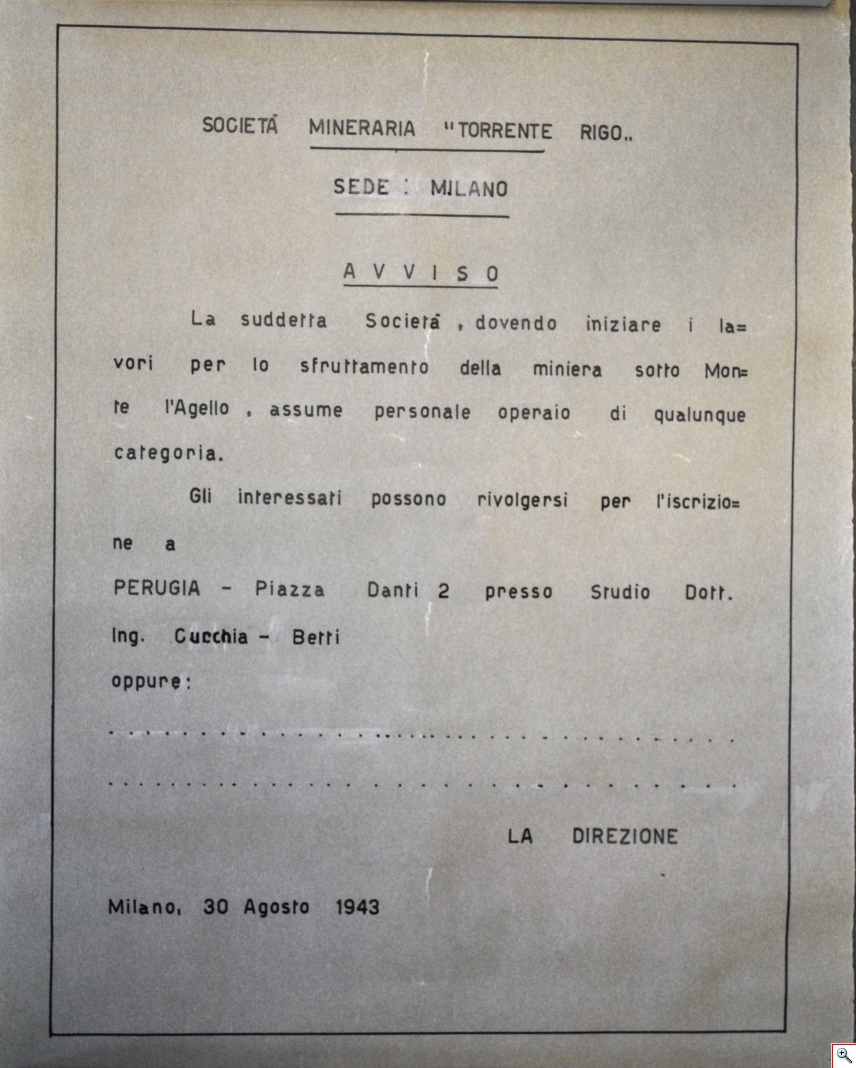 SOCIETÀ MINERARIA "TORRENTE RIGO„
SEDE : MILANO
AVVISO
La suddetta Società , dovendo iniziare i la=
vori per lo sfruttamento della miniera sotto Mon=
te l'Agello , assume personale operaio di qualunque
categoria.
Gli interessati possono rivolgersi per l'iscrizio=
ne a
PERUGIA - Piazza Danti 2 presso Studio Dott.
Ing. Cucchia - Betti
oppure:
. . . . . . . . . . . . . . . . . . . . . . . . . . . . . . . . . . . .
. . . . . . . . . . . . . . . . . . . . . . . . . . . . . . . .
LA DIREZIONE
Milano, 30 Agosto 1943